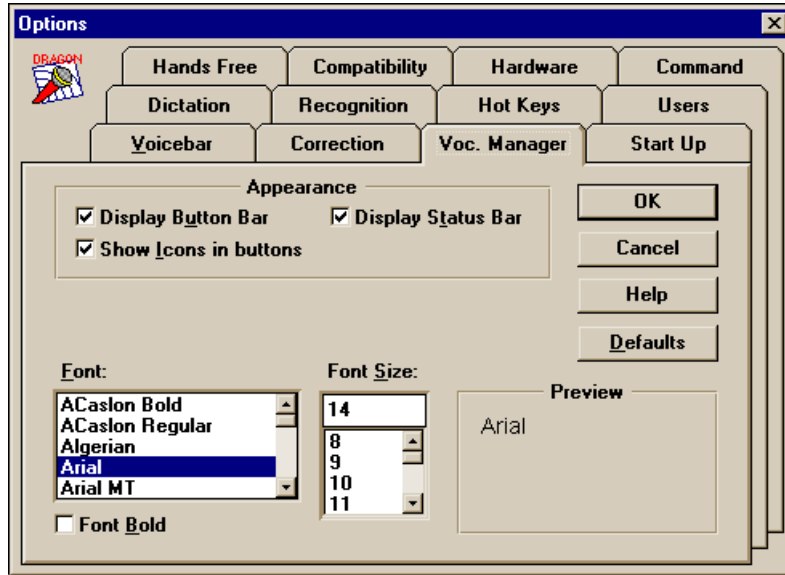 Options
DRAGON
Hands Free Compatibility Hardware Command
Dictation Recognition Hot Keys Users
Voicebar Correction Voc. Manager Start Up
Appearance
Display Button Bar Display Status Bar
Show Icons in buttons
OK
Cancel
Help
Defaults
Font:
ACaslon Bold
ACaslon Regular
Algerian
Arial
Arial MT
Font Bold
Font Size:
14
8
9
10
11
Preview
Arial